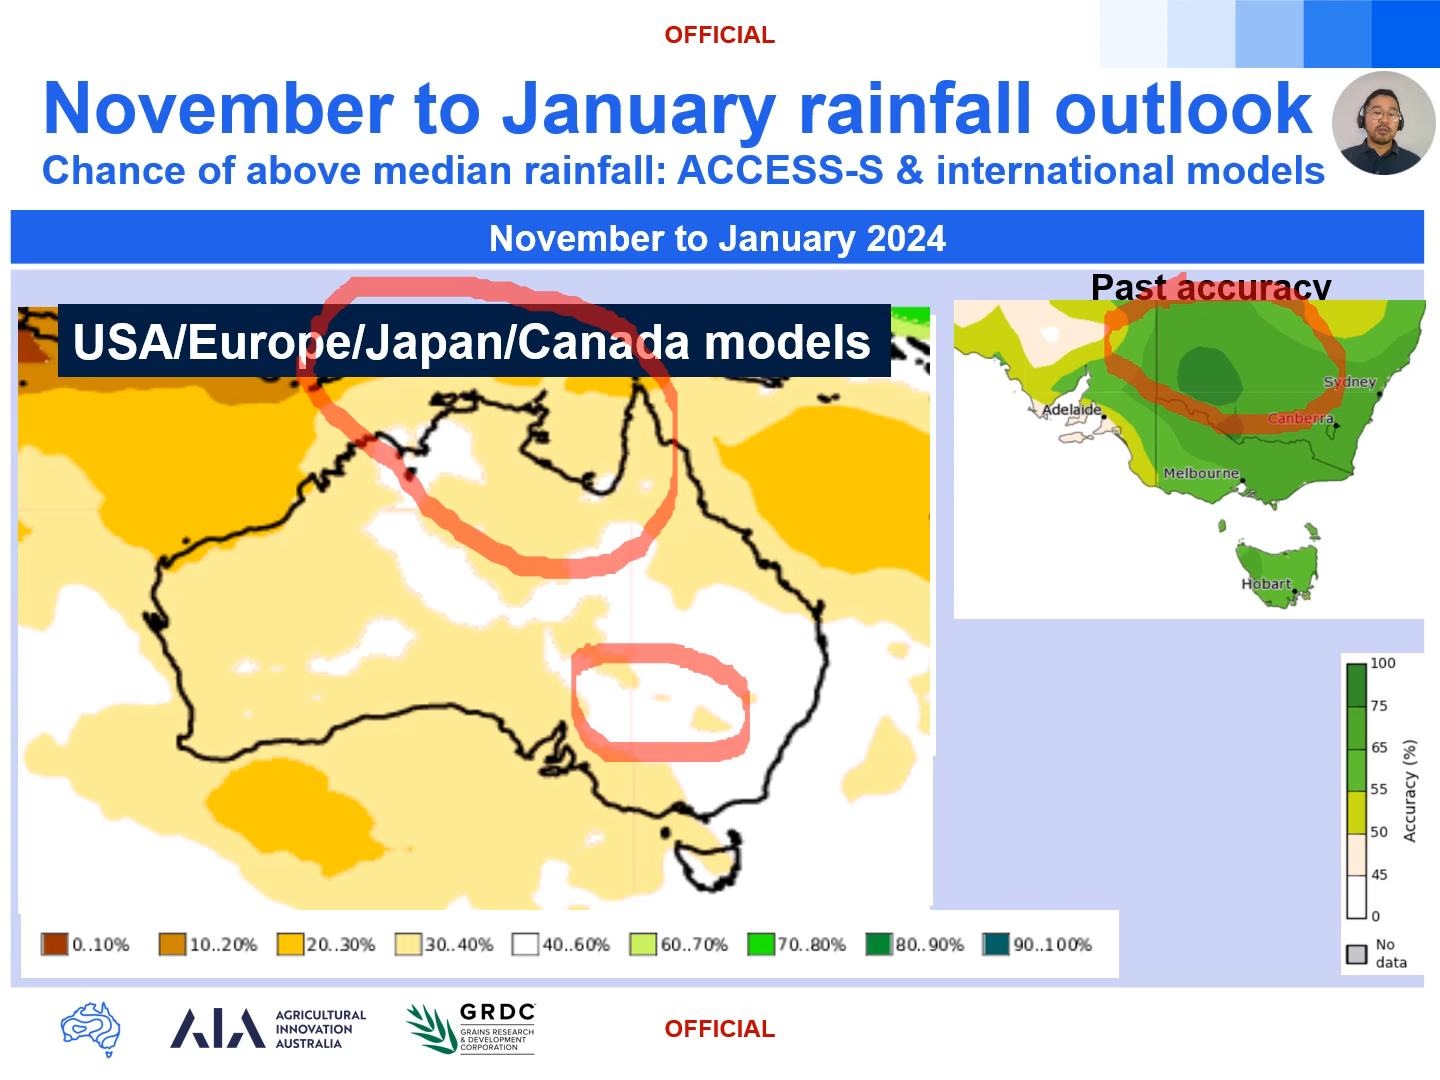 OFFICIAL
November to January rainfall outlook
Chance of above median rainfall: ACCESS-S & international models
November to January 2024
Past accuracy
USA/Europe/Japan/Canada models
Sydney
Canberra
Adelaide
Melbourne
Hobart
100
75
65
55
50
45
0
Accuracy (%)
No
data
0..10%
10..20%
20..30%
30..40%
40..60%
60..70%
70..80%
80..90%
90..100%
AIA
AGRICULTURAL
INNOVATION
AUSTRALIA
GRDC
GRAINS RESEARCH
& DEVELOPMENT
CORPORATION
OFFICIAL